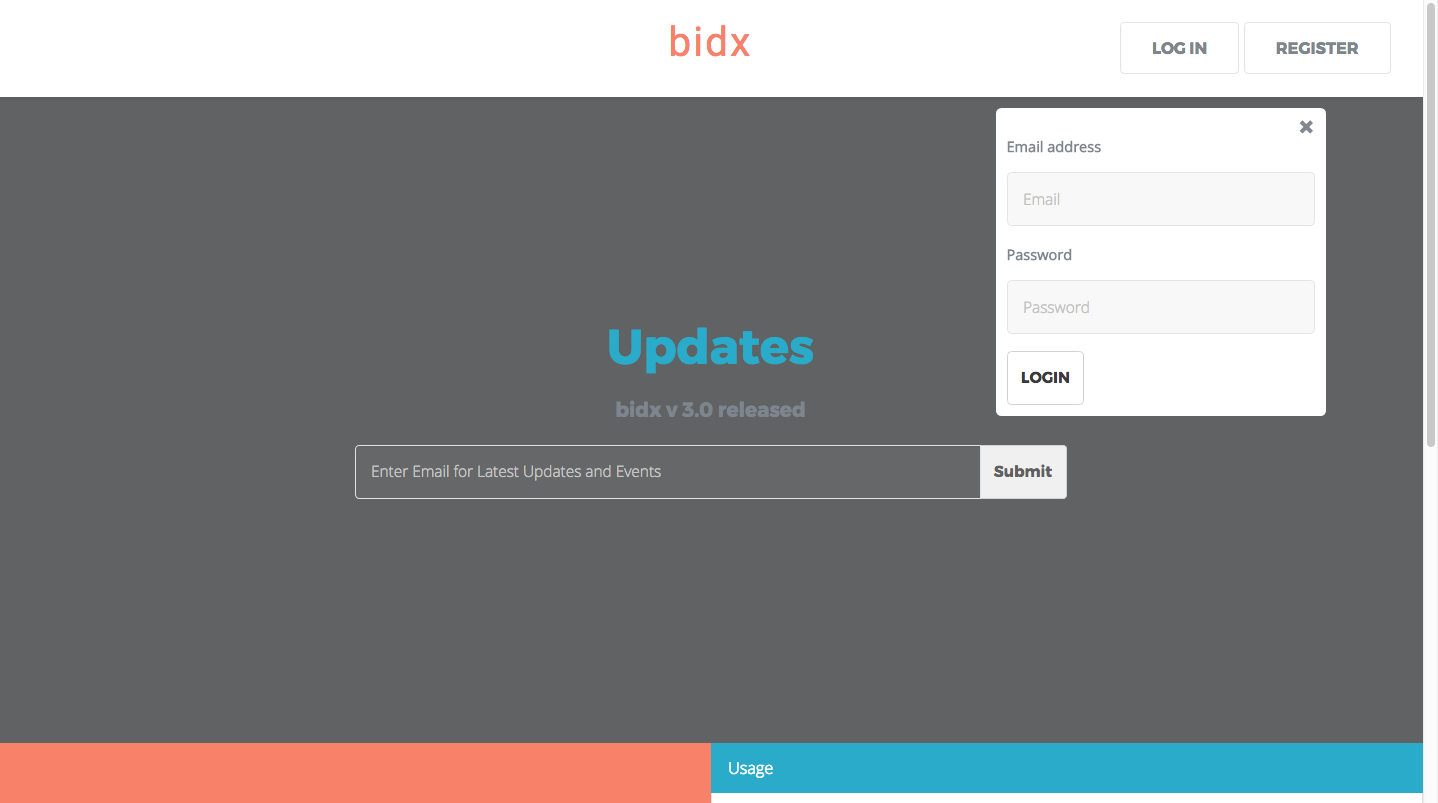 bidx
LOG IN
REGISTER
Email address
Email
Password
Password
LOGIN
Updates
bidx v 3.0 released
Enter Email for Latest Updates and Events
Submit
Usage